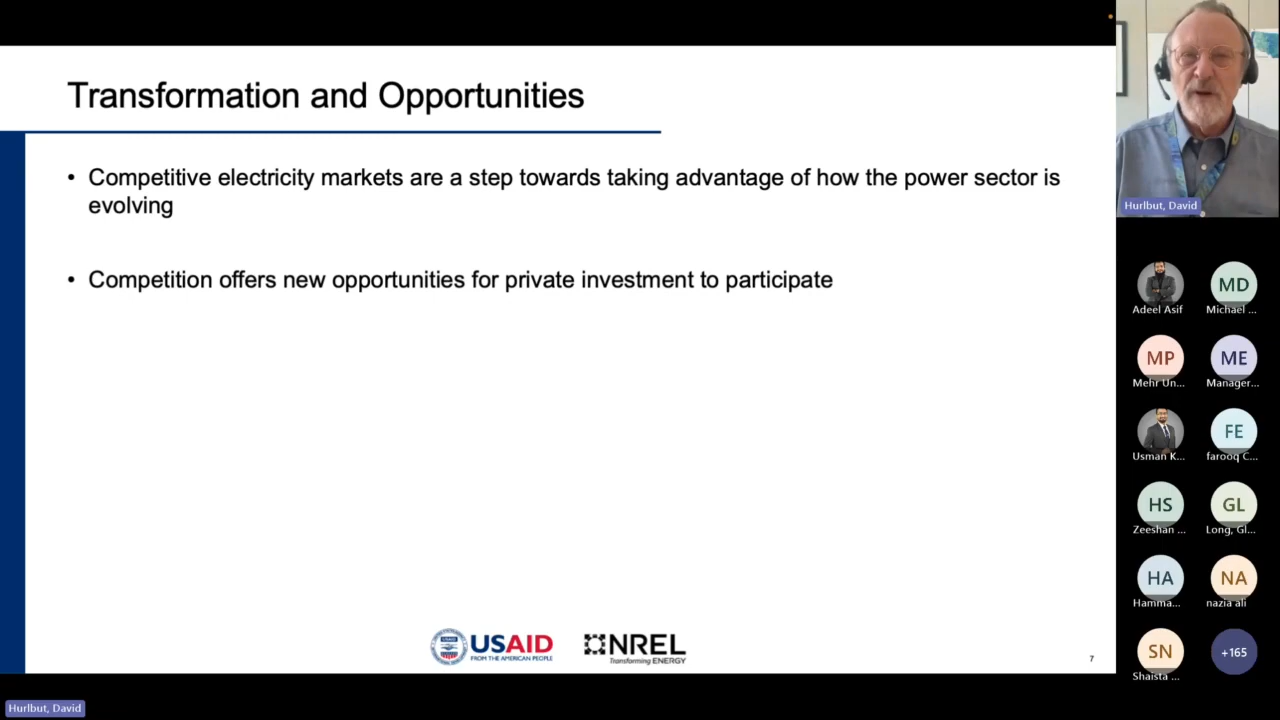 Transformation and Opportunities
• Competitive electricity markets are a step towards taking advantage of how the power sector is
evolving
• Competition offers new opportunities for private investment to participate
USAID
FROM THE AMERICAN PEOPLE
NREL
Transforming ENERGY
7
Hurlbut, David
Adeel Asif
MD
Michael ...
MP
Mehr Un...
ME
Manager...
Usman K...
FE
farooq C...
HS
Zeeshan ...
GL
Long, Gl...
HA
Hamma...
NA
nazia ali
SN
Shaista ...
+165
Hurlbut, David